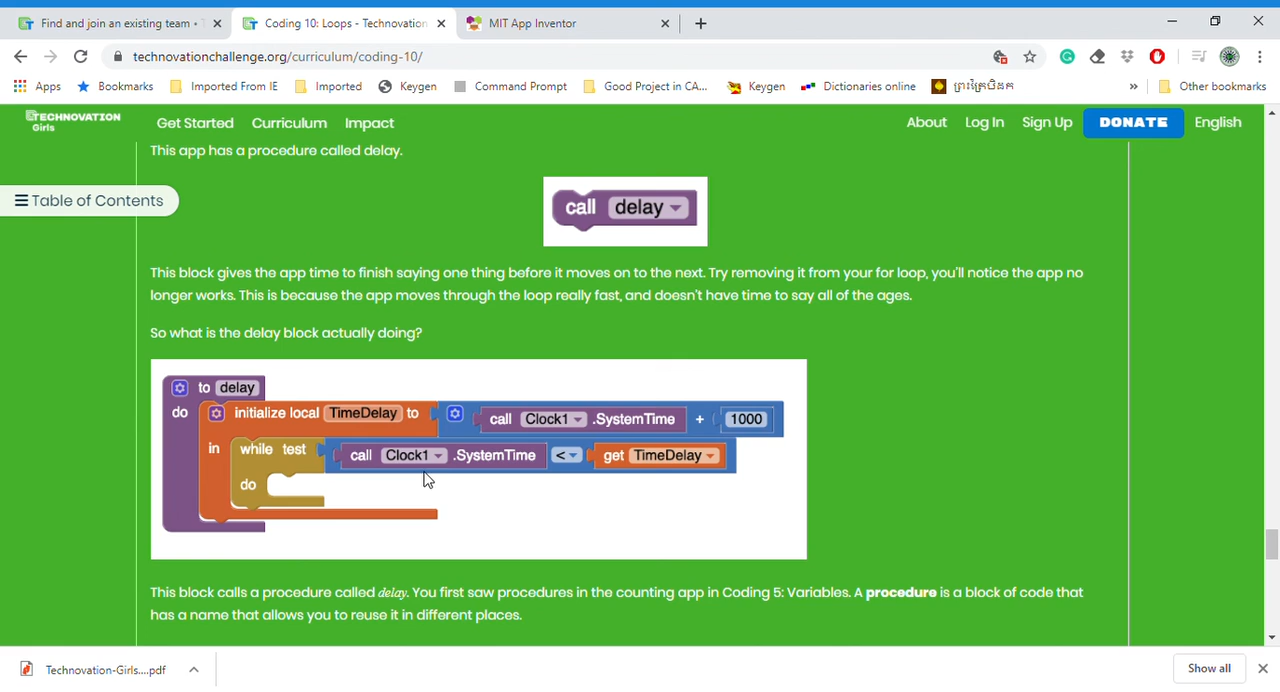 Find and join an existing team •
Coding 10: Loops - Technovation
MIT App Inventor
technovationchallenge.org/curriculum/coding-10/
Apps Bookmarks Imported From IE Imported Keygen Command Prompt Good Project in CA... Keygen Dictionaries online ព្រះត្រៃបិដក » Other bookmarks
TECHNOVATION
Girls
Get Started Curriculum Impact About Log In Sign Up DONATE English
This app has a procedure called delay.
Table of Contents
call delay
This block gives the app time to finish saying one thing before it moves on to the next. Try removing it from your for loop, you'll notice the app no
longer works. This is because the app moves through the loop really fast, and doesn't have time to say all of the ages.
So what is the delay block actually doing?
to delay
do initialize local TimeDelay to call Clock1 .SystemTime + 1000
in while test call Clock1 .SystemTime < get TimeDelay
do
This block calls a procedure called delay. You first saw procedures in the counting app in Coding 5: Variables. A procedure is a block of code that
has a name that allows you to reuse it in different places.
Technovation-Girls....pdf
Show all